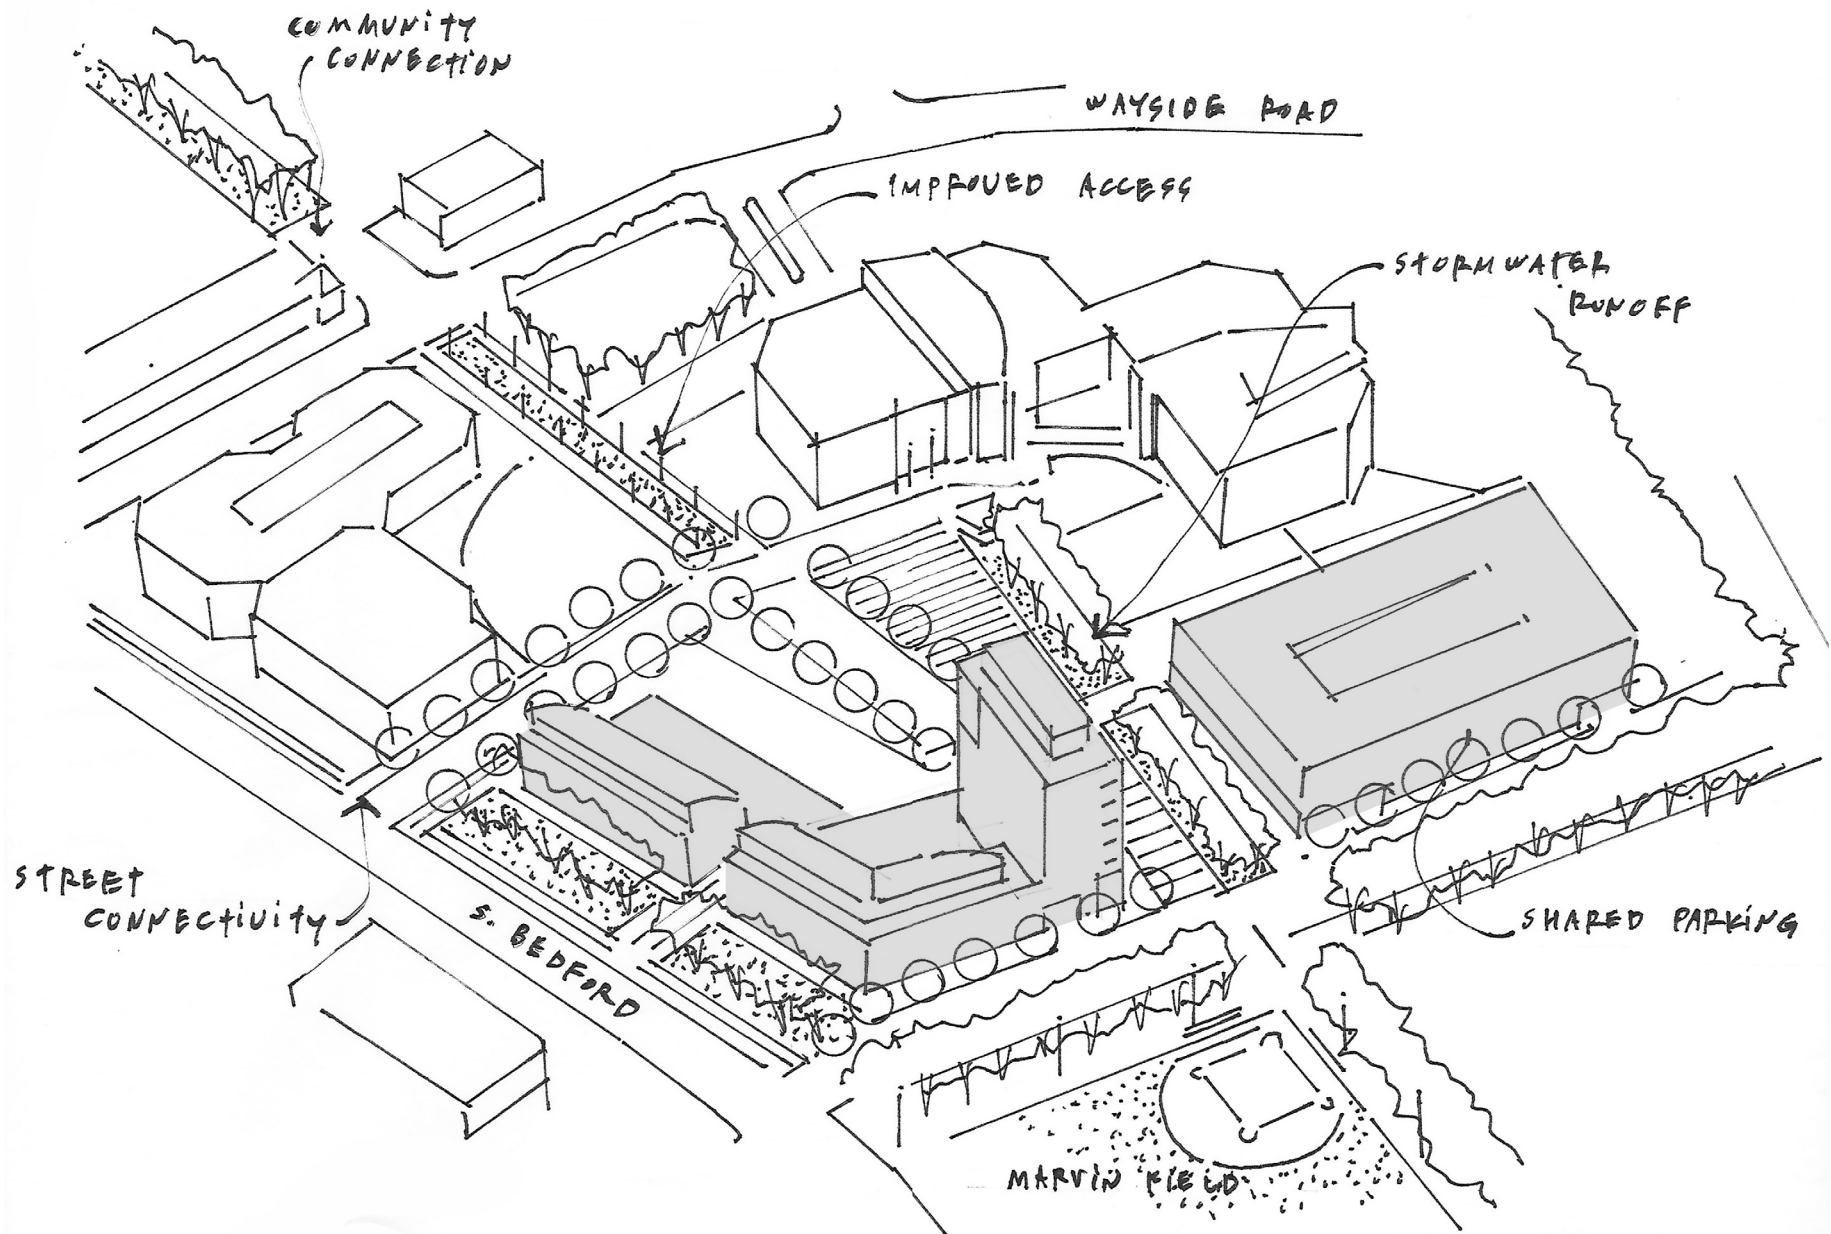 COMMUNITY
CONNECTION
WAYSIDE ROAD
IMPROVED ACCESS
STORMWATER
RUNOFF
STREET
CONNECTIVITY
S. BEDFORD
SHARED PARKING
MARVIN FIELD